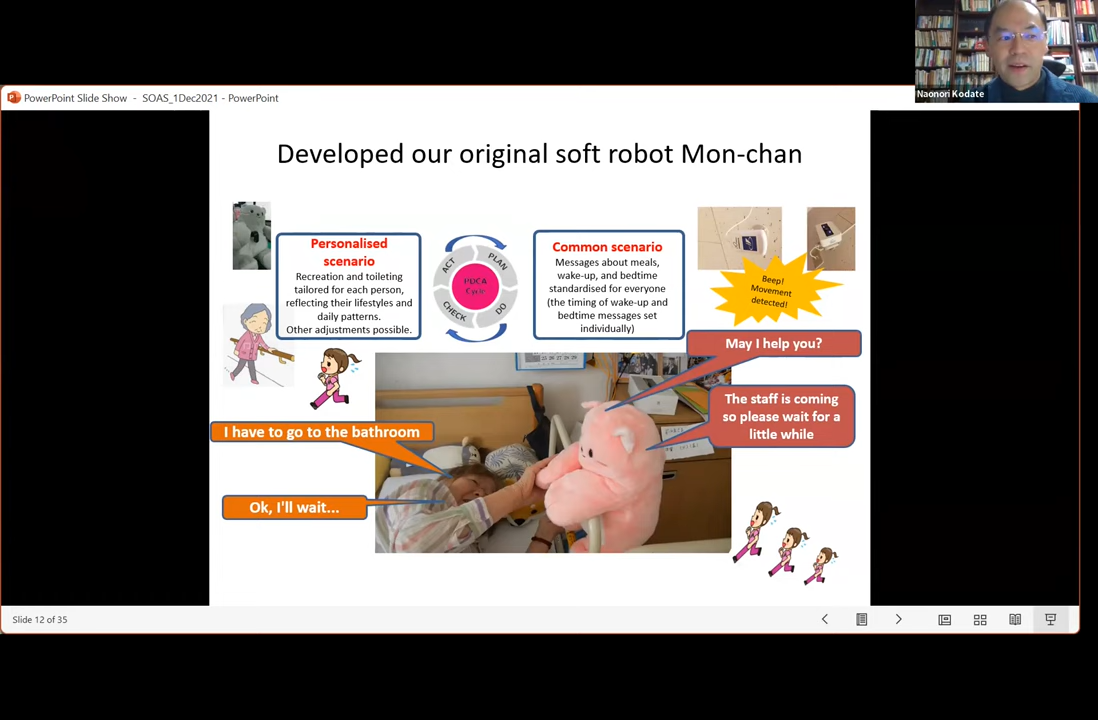 Naonori Kodate
PowerPoint Slide Show - SOAS_1Dec2021 - PowerPoint
Developed our original soft robot Mon-chan
Personalised
scenario
Recreation and toileting
tailored for each person,
reflecting their lifestyles and
daily patterns.
Other adjustments possible.
ACT
PLAN
PDCA
Cycle
CHECK
DO
Common scenario
Messages about meals,
wake-up, and bedtime
standardised for everyone
(the timing of wake-up and
bedtime messages set
individually)
Beep!
Movement
detected!
May I help you?
The staff is coming
so please wait for a
little while
I have to go to the bathroom
Ok, I'll wait...
Slide 12 of 35